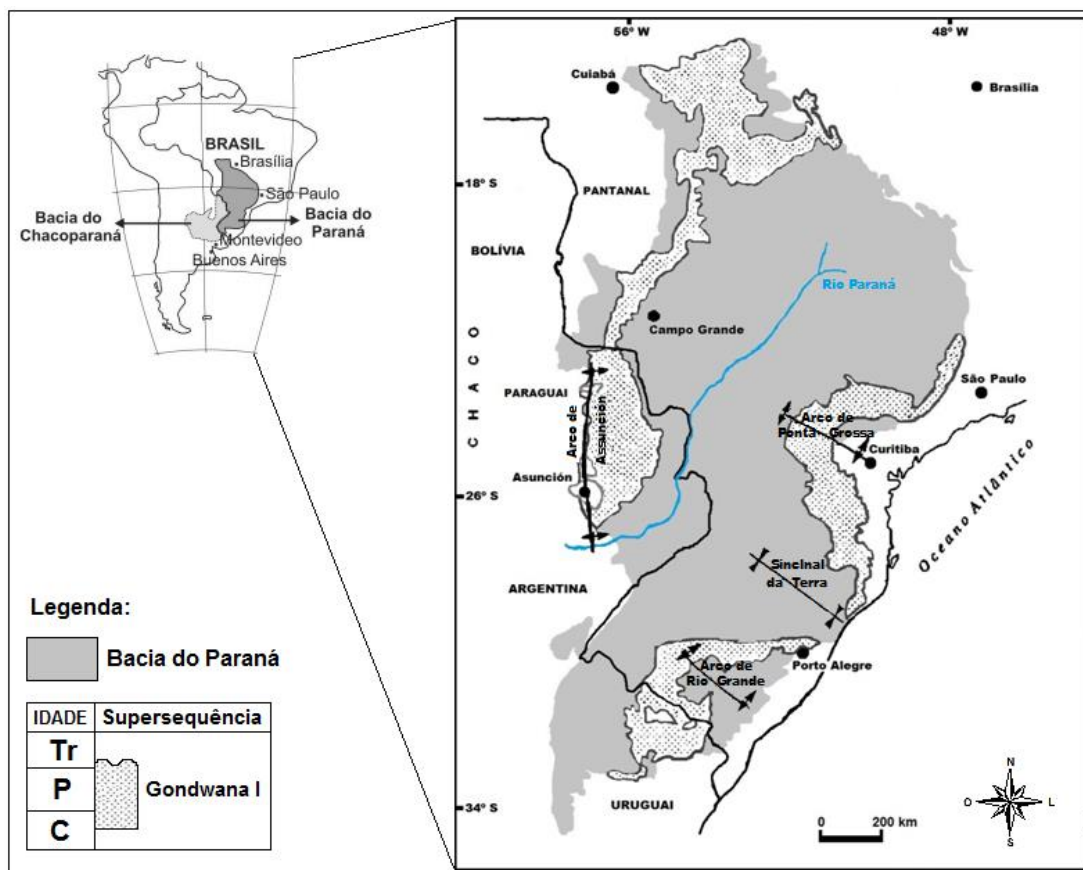 BRASIL
Brasília
São Paulo
Bacia do
Chacoparaná
Bacia do
Paraná
Montevideo
Buenos Aires
Legenda:
Bacia do Paraná
IDADE
Supersequência
Tr
P
C
Gondwana I
56° W
48° W
Cuiabá
Brasília
18° S
PANTANAL
BOLÍVIA
Rio Paraná
Campo Grande
CHACO
PARAGUAI
São Paulo
Arco de
Assunción
Arco de
Ponta Grossa
Curitiba
Asunción
26° S
Oceano Atlântico
Sinclnal
da Terra
ARGENTINA
Arco de
Rio Grande
Porto Alegre
34° S
URUGUAI
0 200 km
N
O
L
S